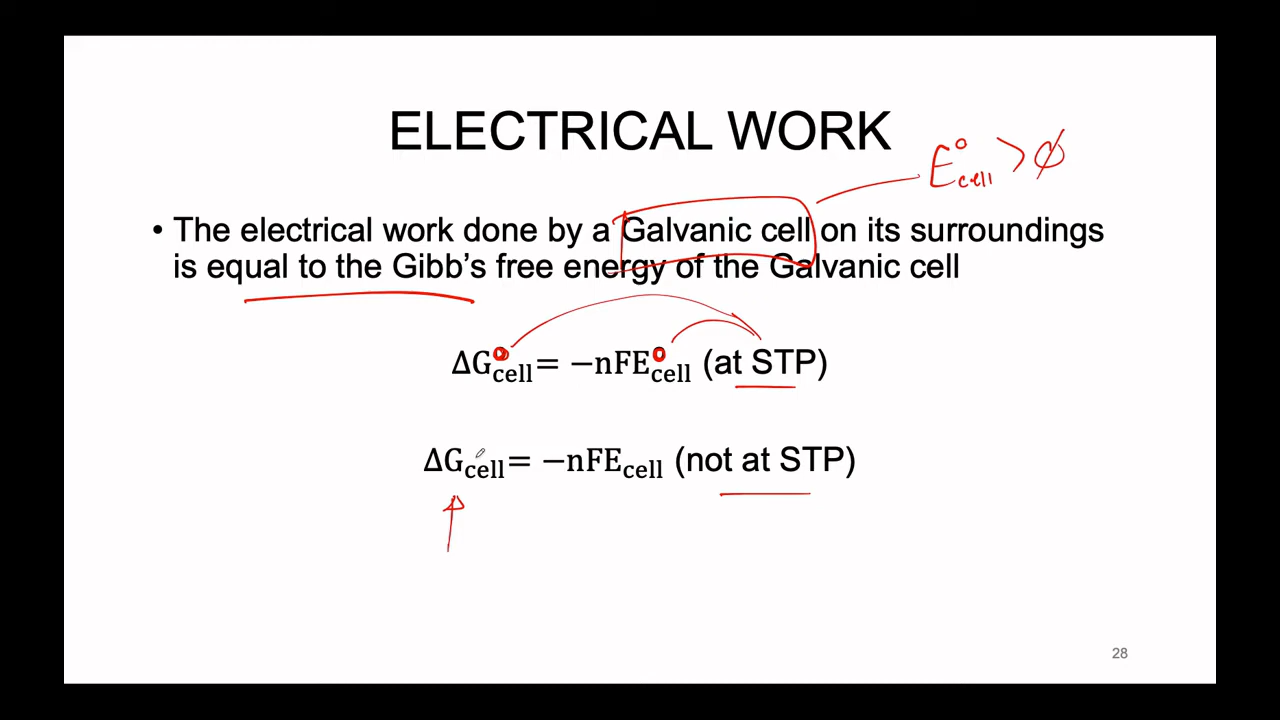 ELECTRICAL WORK
E°cell > ∅
• The electrical work done by a Galvanic cell on its surroundings
is equal to the Gibb’s free energy of the Galvanic cell
ΔG°cell= −nFE°cell (at STP)
ΔGcell= −nFEcell (not at STP)
28